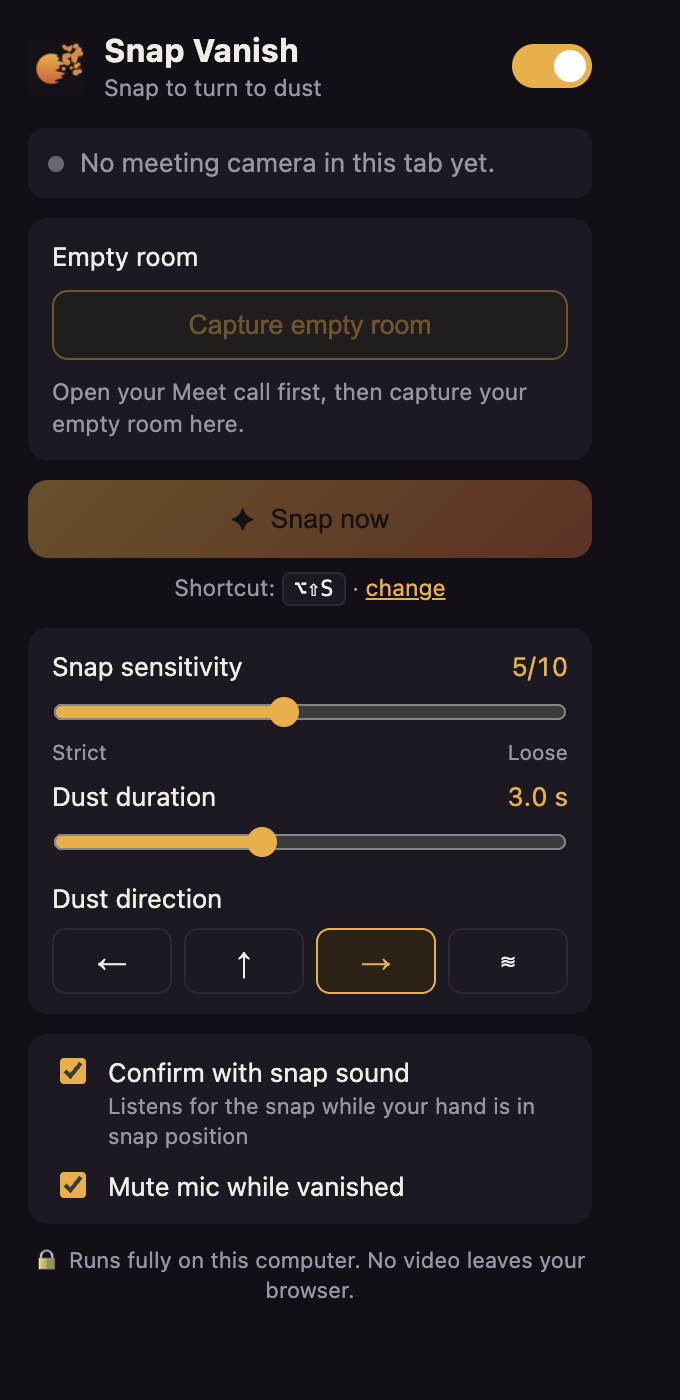 Snap Vanish
Snap to turn to dust
No meeting camera in this tab yet.
Empty room
Capture empty room
Open your Meet call first, then capture your
empty room here.
✦ Snap now
Shortcut: ⌥⇧S · change
Snap sensitivity 5/10
Strict Loose
Dust duration 3.0 s
Dust direction
← ↑ → ≋
Confirm with snap sound
Listens for the snap while your hand is in
snap position
Mute mic while vanished
🔒 Runs fully on this computer. No video leaves your
browser.